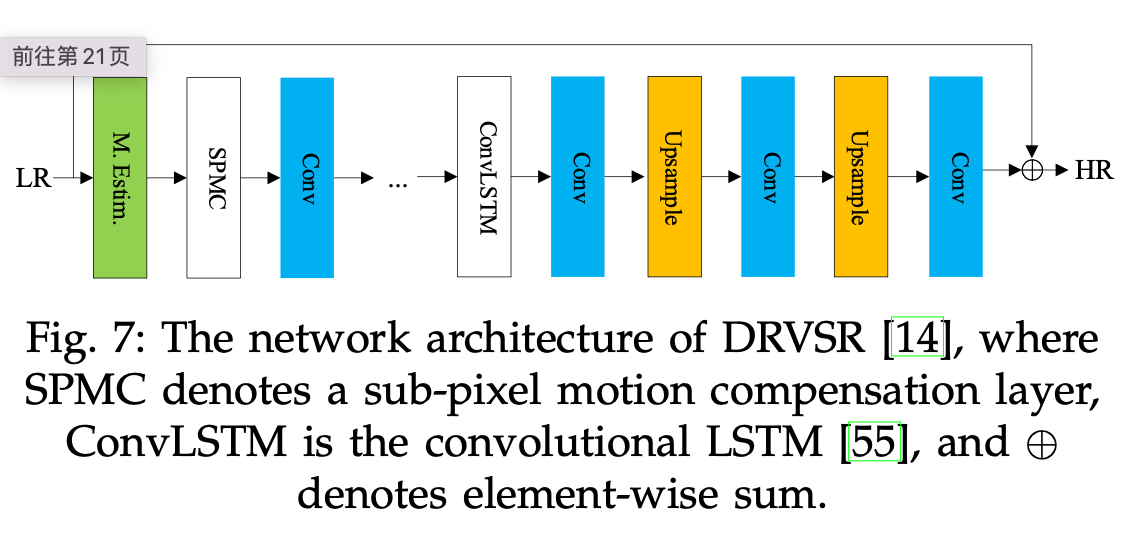 前往第21页
LR
M. Estim.
SPMC
Conv
...
ConvLSTM
Conv
Upsample
Conv
Upsample
Conv
⊕
HR
Fig. 7: The network architecture of DRVSR [14], where
SPMC denotes a sub-pixel motion compensation layer,
ConvLSTM is the convolutional LSTM [55], and ⊕
denotes element-wise sum.